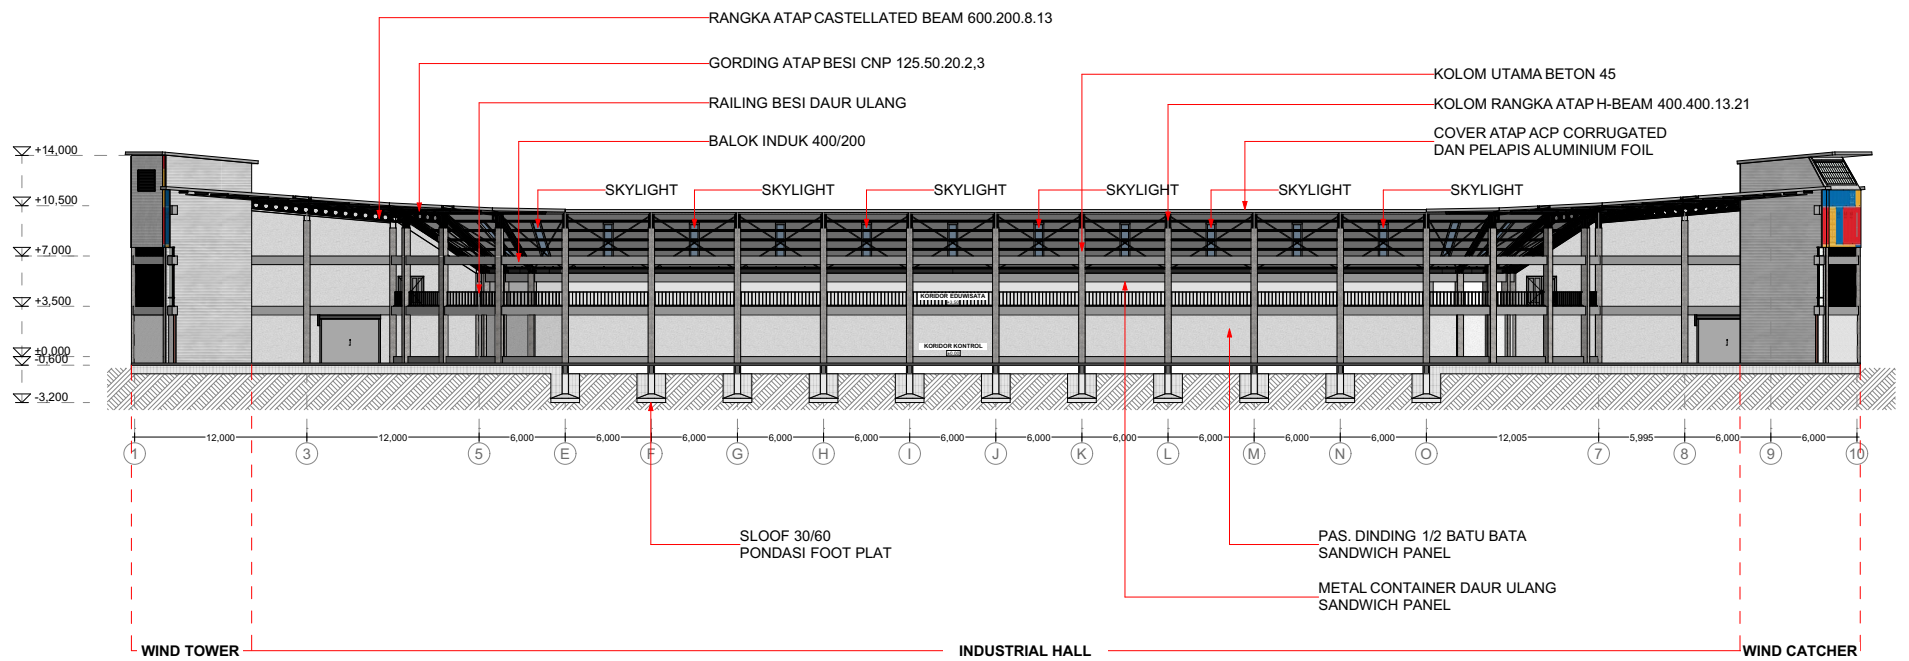 RANGKA ATAP CASTELLATED BEAM 600.200.8.13
GORDING ATAP BESI CNP 125.50.20.2,3
KOLOM UTAMA BETON 45
RAILING BESI DAUR ULANG
KOLOM RANGKA ATAP H-BEAM 400.400.13.21
BALOK INDUK 400/200
COVER ATAP ACP CORRUGATED
DAN PELAPIS ALUMINIUM FOIL
+14,000
SKYLIGHT SKYLIGHT SKYLIGHT SKYLIGHT SKYLIGHT SKYLIGHT
+10,500
+7,000
KORIDOR EDUWISATA
+3,500
KORIDOR KONTROL
±0,000
-0,600
-3,200
12,000 12,000 6,000 6,000 6,000 6,000 6,000 6,000 6,000 6,000 6,000 6,000 6,000 12,005 5,995 6,000 6,000
1 3 5 E F G H I J K L M N O 7 8 9 10
SLOOF 30/60
PONDASI FOOT PLAT
PAS. DINDING 1/2 BATU BATA
SANDWICH PANEL
METAL CONTAINER DAUR ULANG
SANDWICH PANEL
WIND TOWER INDUSTRIAL HALL WIND CATCHER